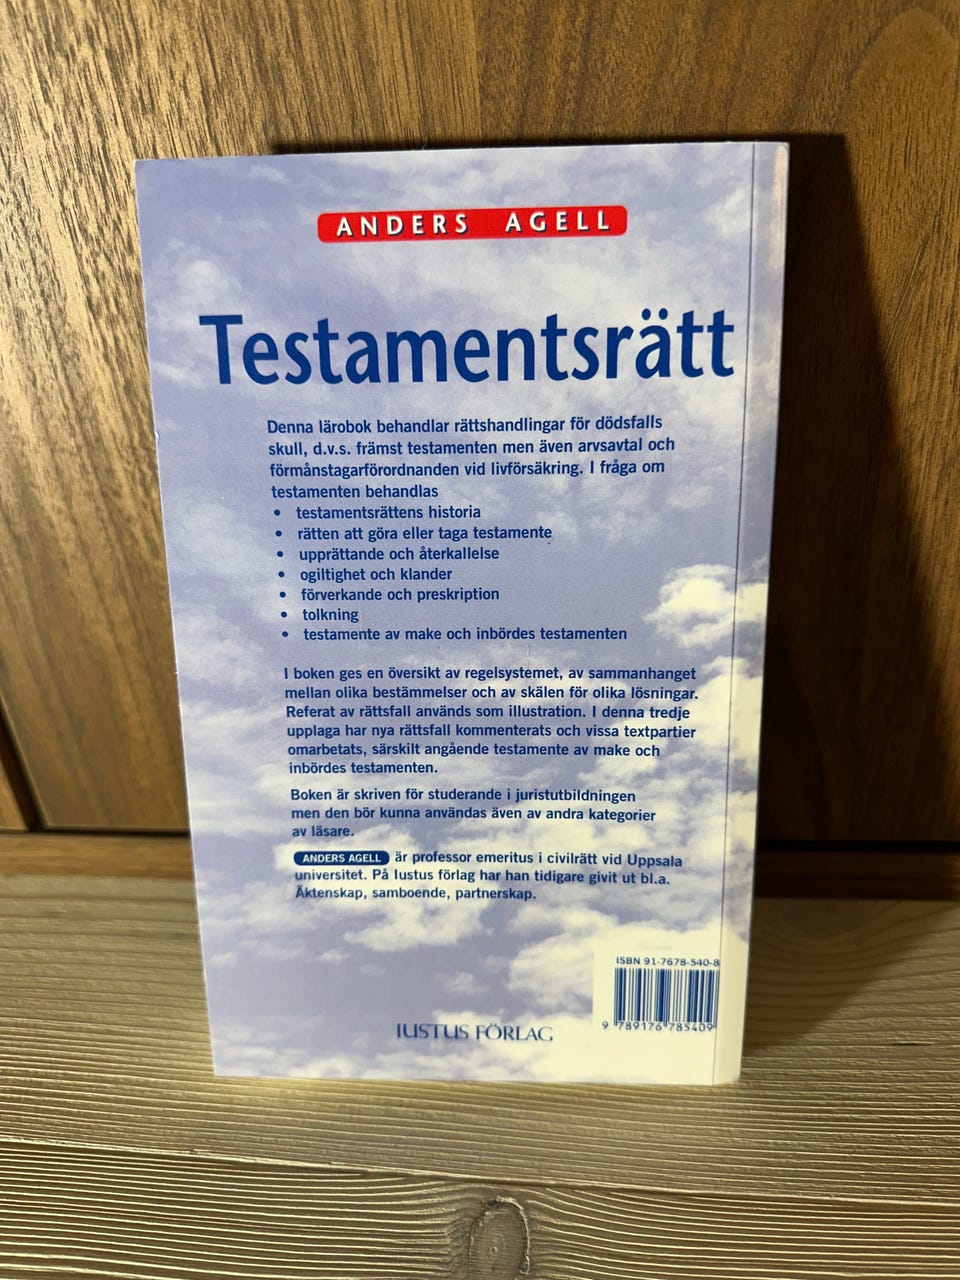 ANDERS AGELL
Testamentsrätt
Denna lärobok behandlar rättshandlingar för dödsfalls
skull, d.v.s. främst testamenten men även arvsavtal och
förmånstagarförordnanden vid livförsäkring. I fråga om
testamenten behandlas
• testamentsrättens historia
• rätten att göra eller taga testamente
• upprättande och återkallelse
• ogiltighet och klander
• förverkande och preskription
• tolkning
• testamente av make och inbördes testamenten
I boken ges en översikt av regelsystemet, av sammanhanget
mellan olika bestämmelser och av skälen för olika lösningar.
Referat av rättsfall används som illustration. I denna tredje
upplaga har nya rättsfall kommenterats och vissa textpartier
omarbetats, särskilt angående testamente av make och
inbördes testamenten.
Boken är skriven för studerande i juristutbildningen
men den bör kunna användas även av andra kategorier
av läsare.
ANDERS AGELL är professor emeritus i civilrätt vid Uppsala
universitet. På Iustus förlag har han tidigare givit ut bl.a.
Äktenskap, samboende, partnerskap.
ISBN 91-7678-540-8
9 789176 785409
IUSTUS FÖRLAG